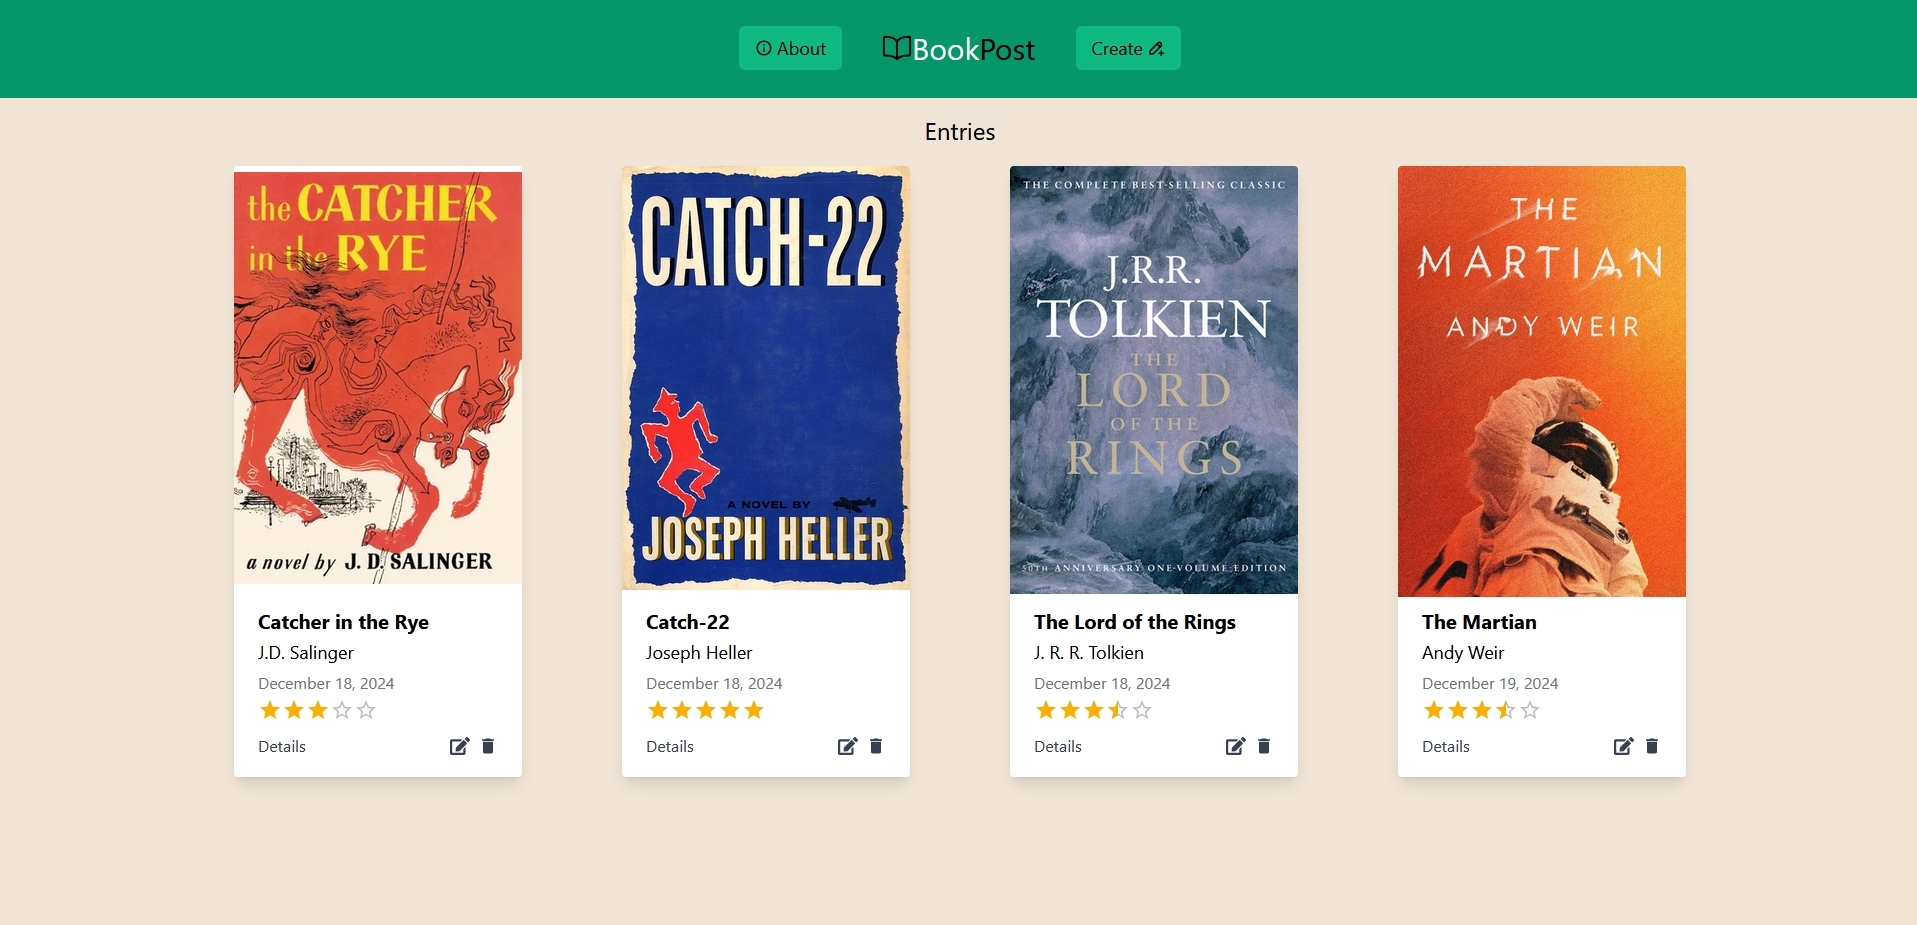 About
BookPost
Create
Entries
the CATCHER
in the RYE
a novel by J. D. SALINGER
Catcher in the Rye
J.D. Salinger
December 18, 2024
Details
CATCH-22
A NOVEL BY
JOSEPH HELLER
Catch-22
Joseph Heller
December 18, 2024
Details
THE COMPLETE BEST-SELLING CLASSIC
J.R.R.
TOLKIEN
THE
LORD
OF THE
RINGS
50TH ANNIVERSARY ONE-VOLUME EDITION
The Lord of the Rings
J. R. R. Tolkien
December 18, 2024
Details
THE
MARTIAN
ANDY WEIR
The Martian
Andy Weir
December 19, 2024
Details